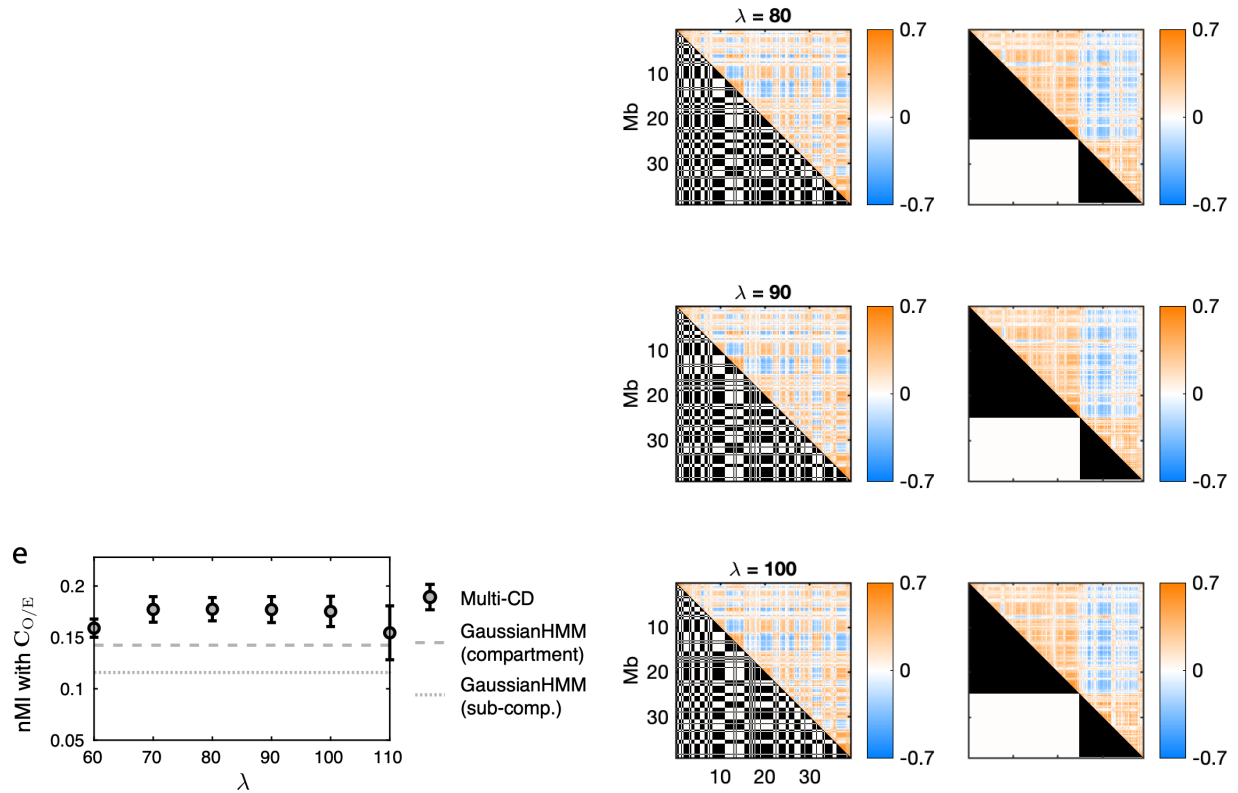 λ = 80
0.7
0
-0.7
0.7
0
-0.7
Mb
10
20
30
λ = 90
0.7
0
-0.7
0.7
0
-0.7
Mb
10
20
30
λ = 100
0.7
0
-0.7
0.7
0
-0.7
Mb
10
20
30
10 20 30
e
nMI with C_O/E
0.2
0.15
0.1
0.05
60 70 80 90 100 110
λ
Multi-CD
GaussianHMM
(compartment)
GaussianHMM
(sub-comp.)